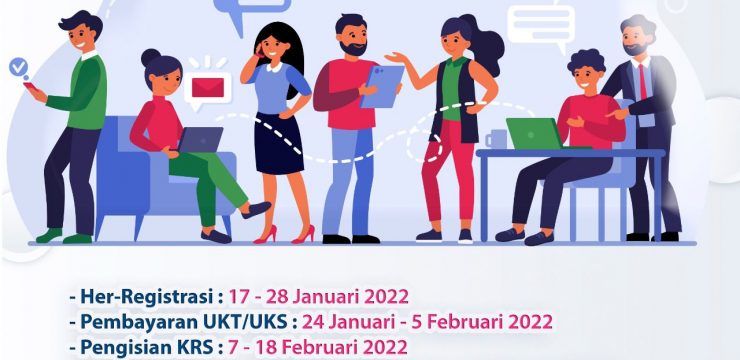 - Her-Registrasi : 17 - 28 Januari 2022
- Pembayaran UKT/UKS : 24 Januari - 5 Februari 2022
- Pengisian KRS : 7 - 18 Februari 2022